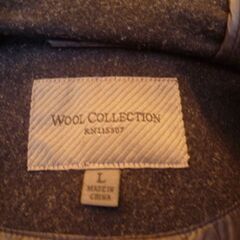 WOOL COLLECTION
RN115307
L
MADE IN
CHINA